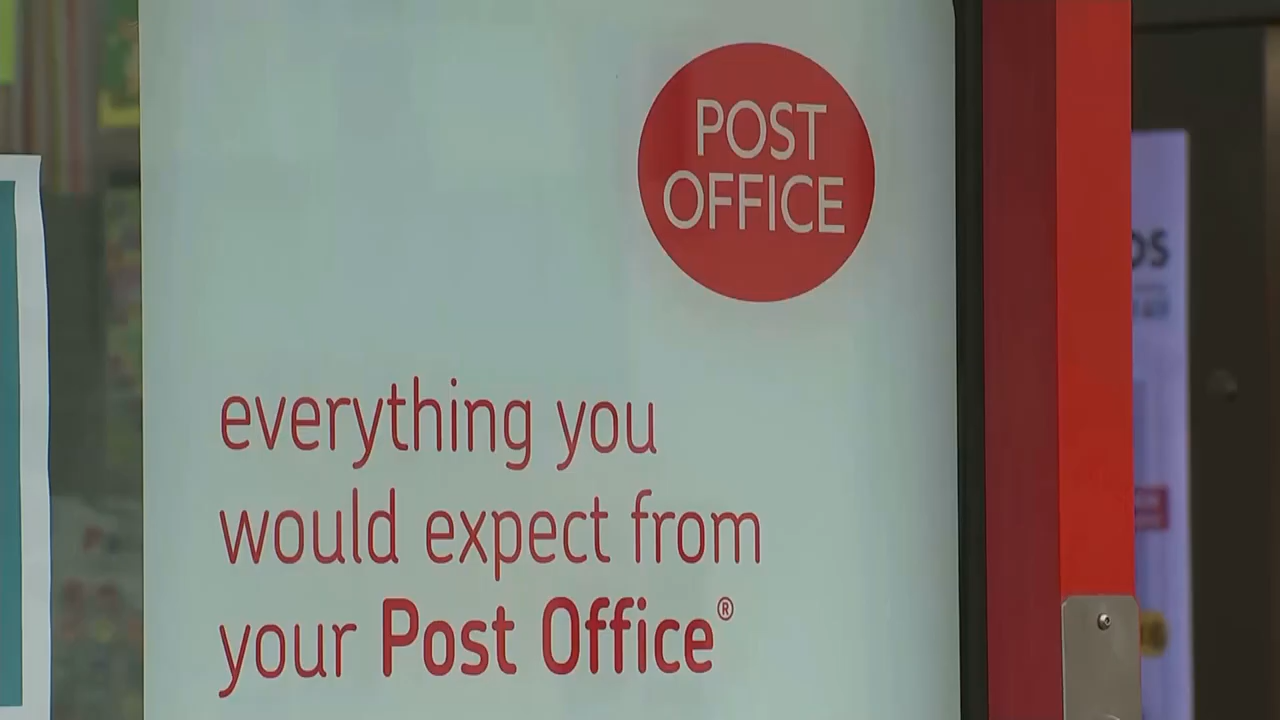 POST
OFFICE
everything you
would expect from
your Post Office®